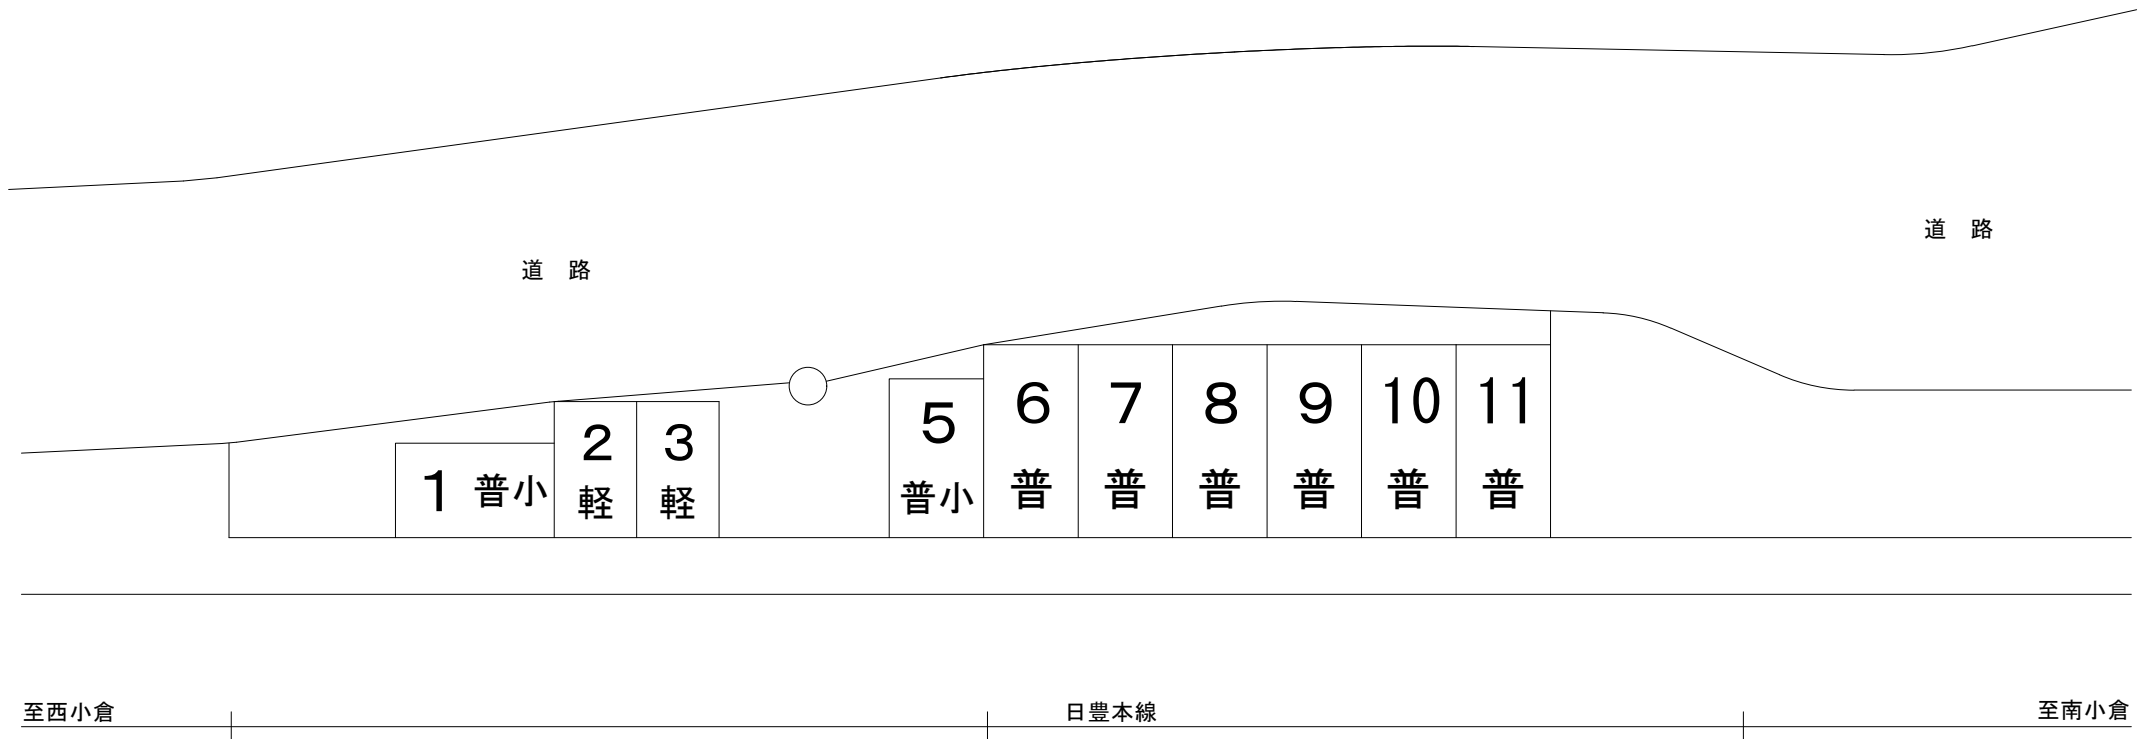 道 路
道 路
1 普小
2 軽
3 軽
5 普小
6 普
7 普
8 普
9 普
10 普
11 普
至西小倉
日豊本線
至南小倉